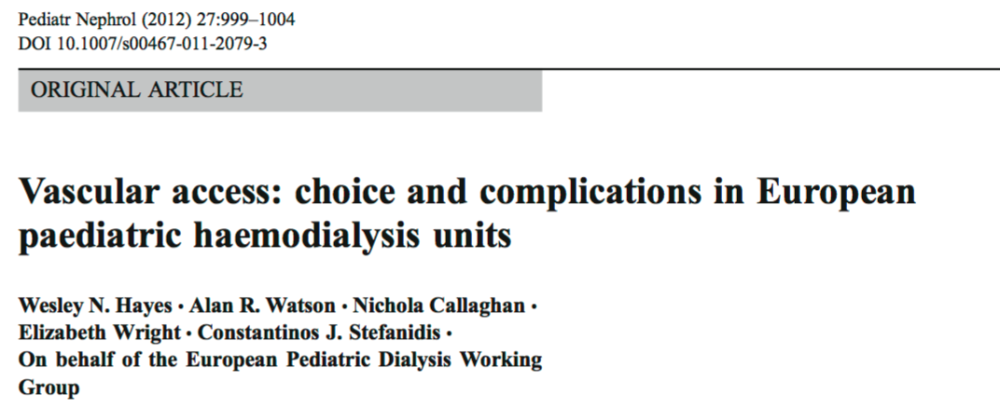 Pediatr Nephrol (2012) 27:999–1004
DOI 10.1007/s00467-011-2079-3
ORIGINAL ARTICLE
Vascular access: choice and complications in European
paediatric haemodialysis units
Wesley N. Hayes · Alan R. Watson · Nichola Callaghan ·
Elizabeth Wright · Constantinos J. Stefanidis ·
On behalf of the European Pediatric Dialysis Working
Group